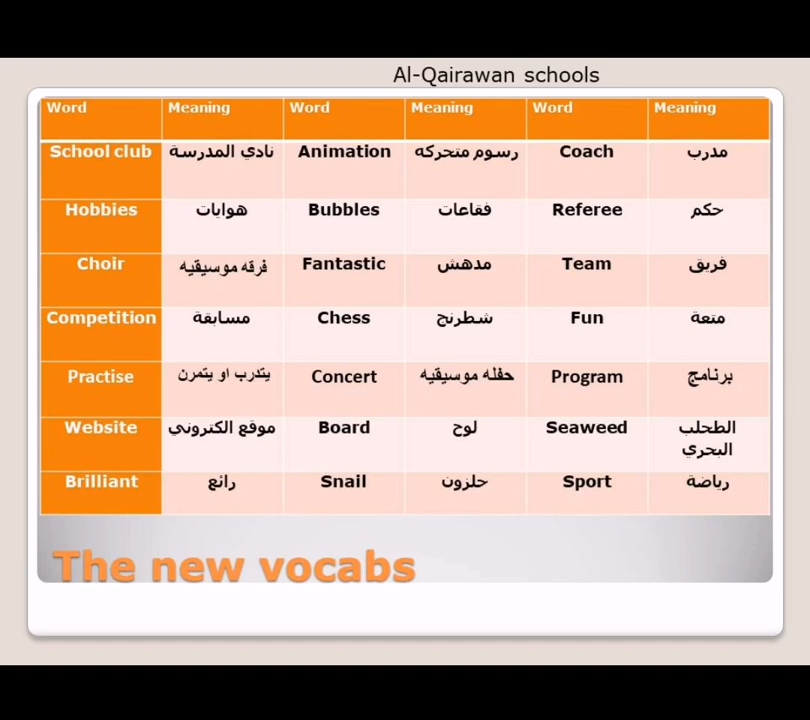 Al-Qairawan schools
Word Meaning Word Meaning Word Meaning
School club نادي المدرسة Animation رسوم متحركه Coach مدرب
Hobbies هوايات Bubbles فقاعات Referee حكم
Choir فرقه موسيقيه Fantastic مدهش Team فريق
Competition مسابقة Chess شطرنج Fun متعة
Practise يتدرب او يتمرن Concert حفله موسيقيه Program برنامج
Website موقع الكتروني Board لوح Seaweed الطحلب
البحري
Brilliant رائع Snail حلزون Sport رياضة
The new vocabs